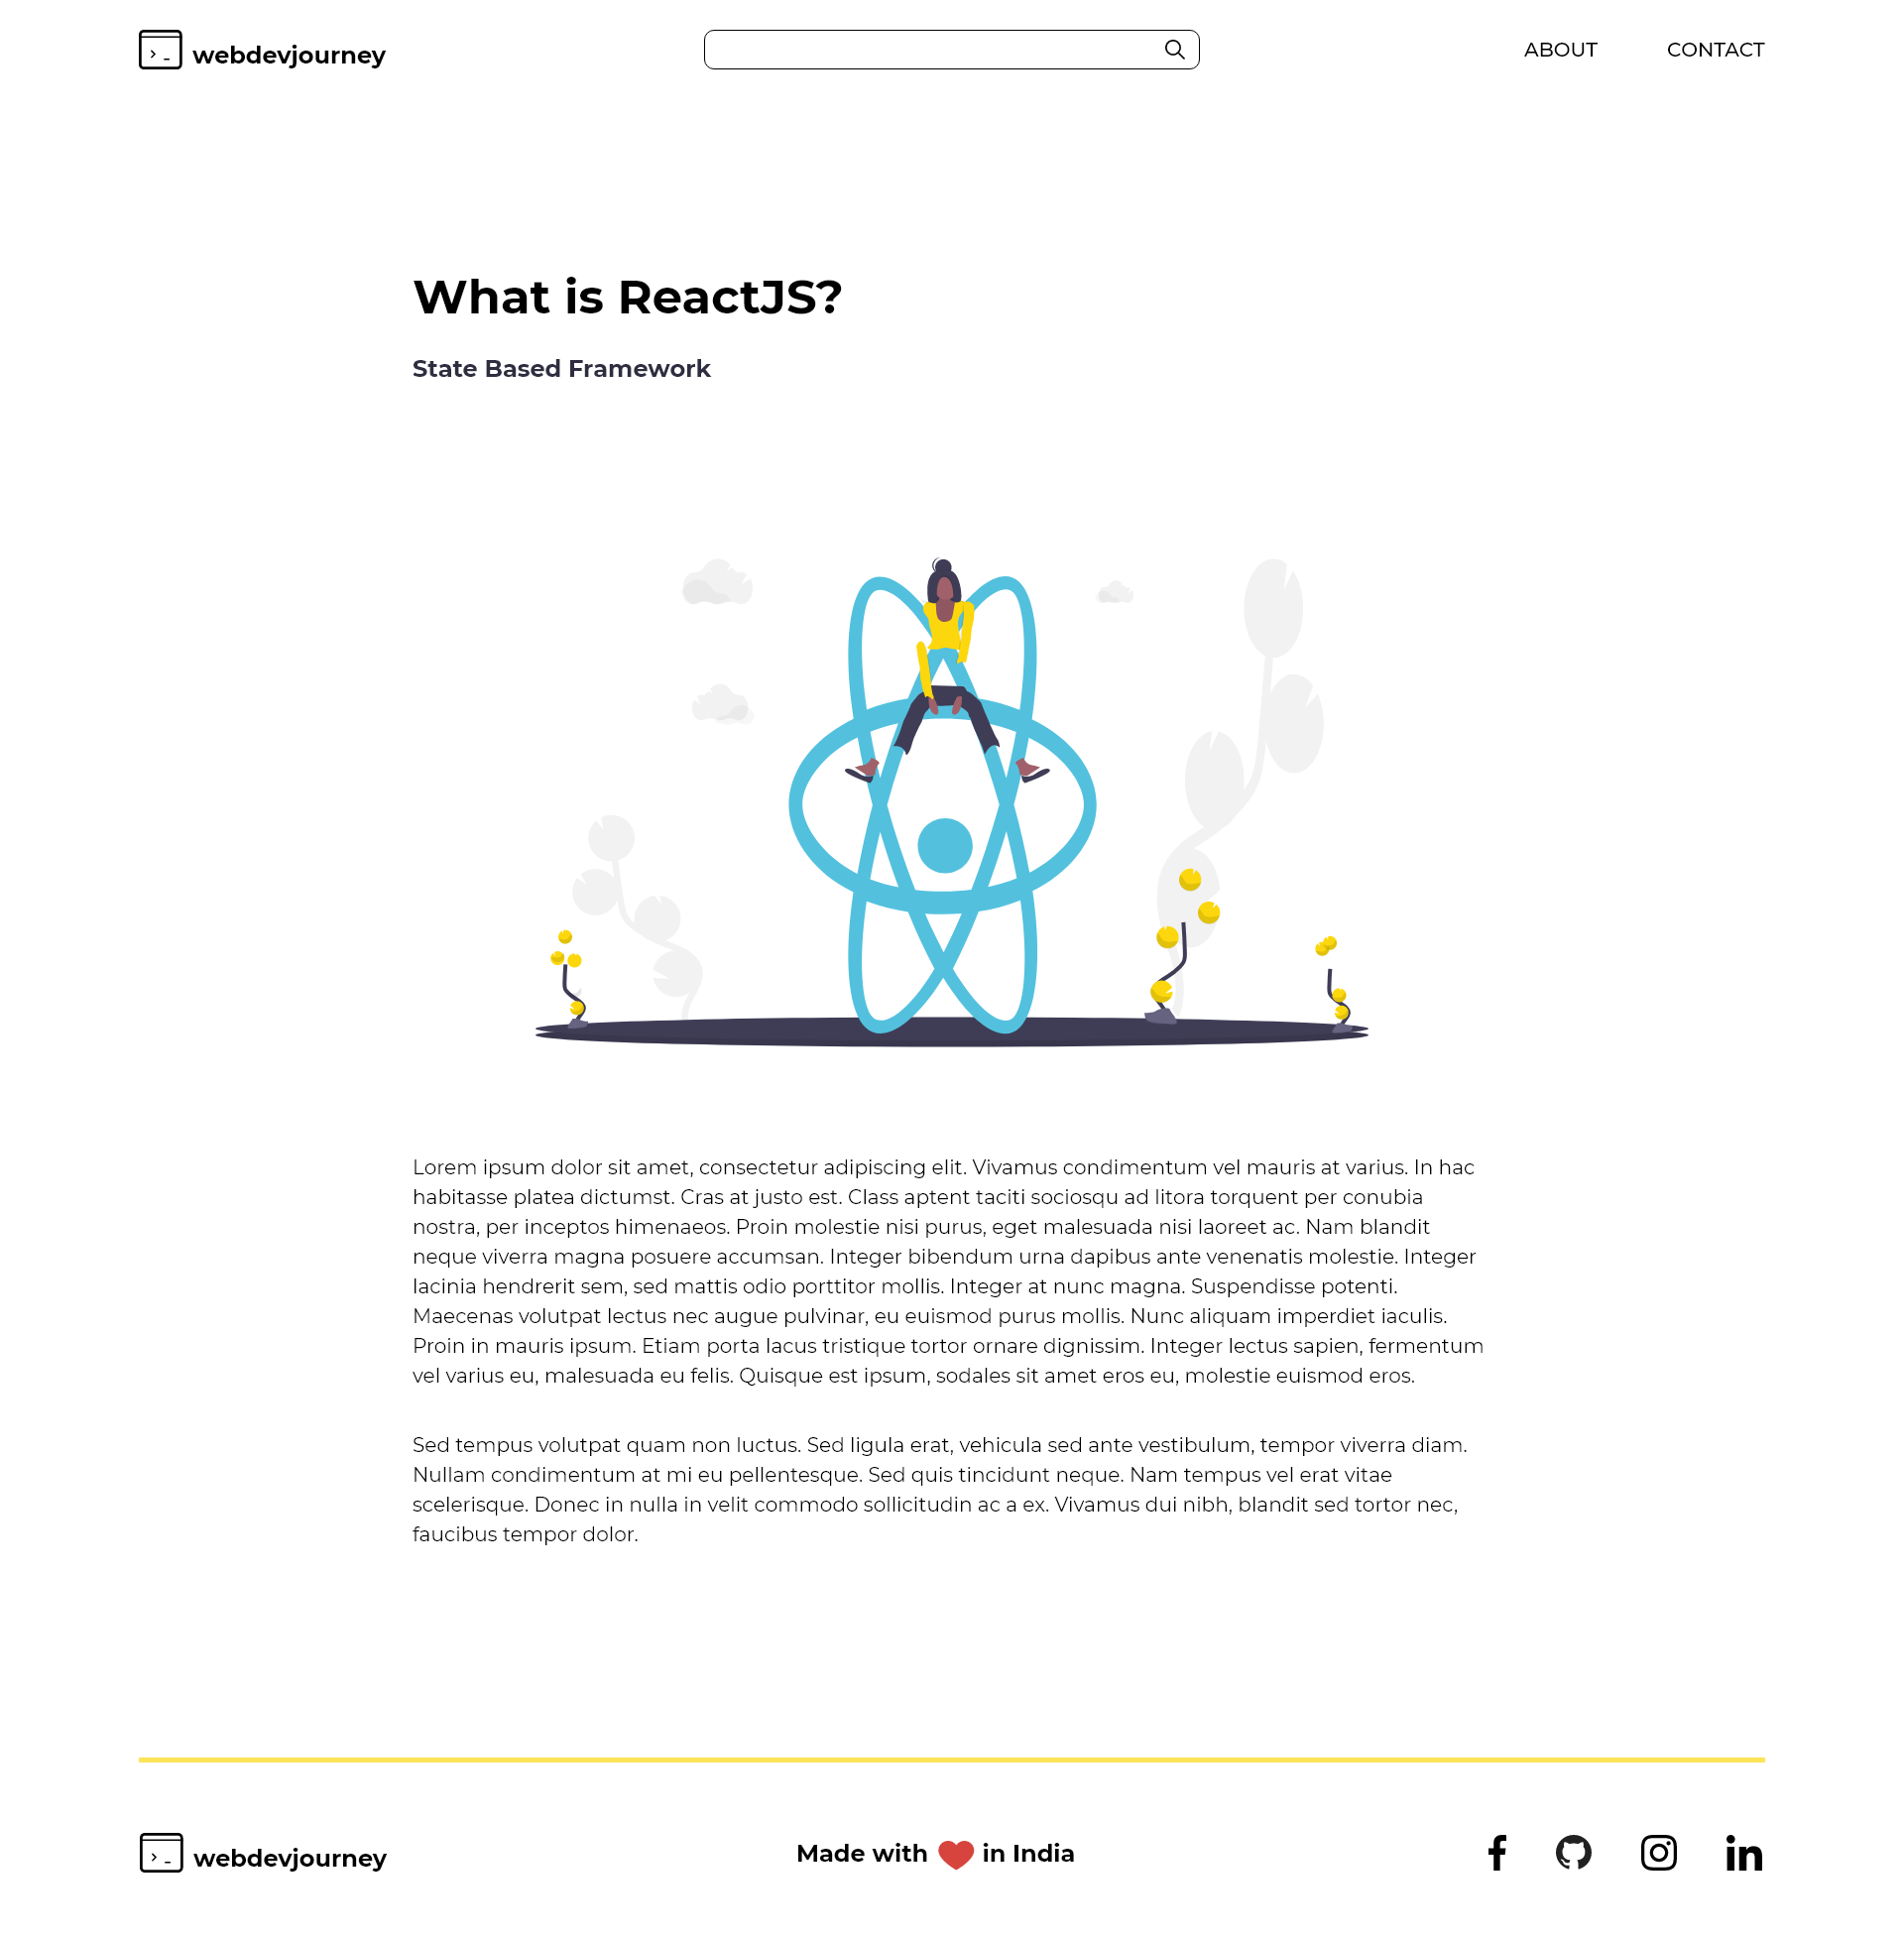 webdevjourney
ABOUT CONTACT
What is ReactJS?
State Based Framework
Lorem ipsum dolor sit amet, consectetur adipiscing elit. Vivamus condimentum vel mauris at varius. In hac
habitasse platea dictumst. Cras at justo est. Class aptent taciti sociosqu ad litora torquent per conubia
nostra, per inceptos himenaeos. Proin molestie nisi purus, eget malesuada nisi laoreet ac. Nam blandit
neque viverra magna posuere accumsan. Integer bibendum urna dapibus ante venenatis molestie. Integer
lacinia hendrerit sem, sed mattis odio porttitor mollis. Integer at nunc magna. Suspendisse potenti.
Maecenas volutpat lectus nec augue pulvinar, eu euismod purus mollis. Nunc aliquam imperdiet iaculis.
Proin in mauris ipsum. Etiam porta lacus tristique tortor ornare dignissim. Integer lectus sapien, fermentum
vel varius eu, malesuada eu felis. Quisque est ipsum, sodales sit amet eros eu, molestie euismod eros.
Sed tempus volutpat quam non luctus. Sed ligula erat, vehicula sed ante vestibulum, tempor viverra diam.
Nullam condimentum at mi eu pellentesque. Sed quis tincidunt neque. Nam tempus vel erat vitae
scelerisque. Donec in nulla in velit commodo sollicitudin ac a ex. Vivamus dui nibh, blandit sed tortor nec,
faucibus tempor dolor.
webdevjourney
Made with in India